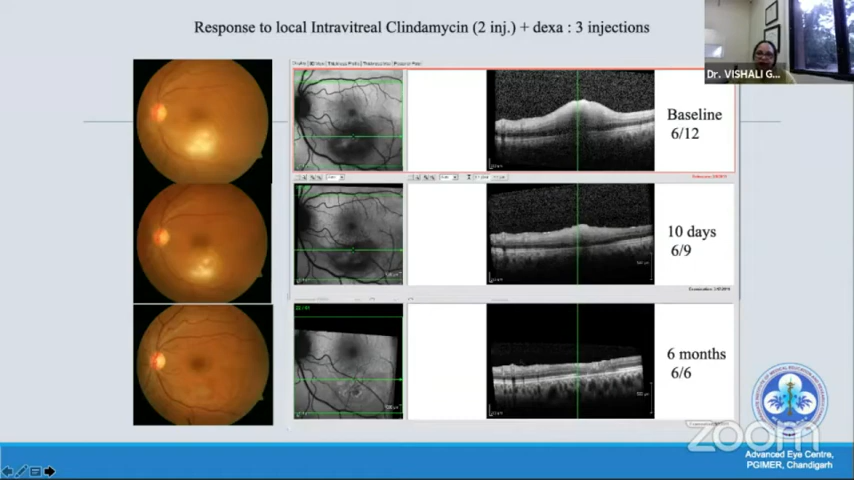 Response to local Intravitreal Clindamycin (2 inj.) + dexa : 3 injections
Dr. VISHALI G...
Baseline
6/12
10 days
6/9
6 months
6/6
zoom
Advanced Eye Centre,
PGIMER, Chandigarh